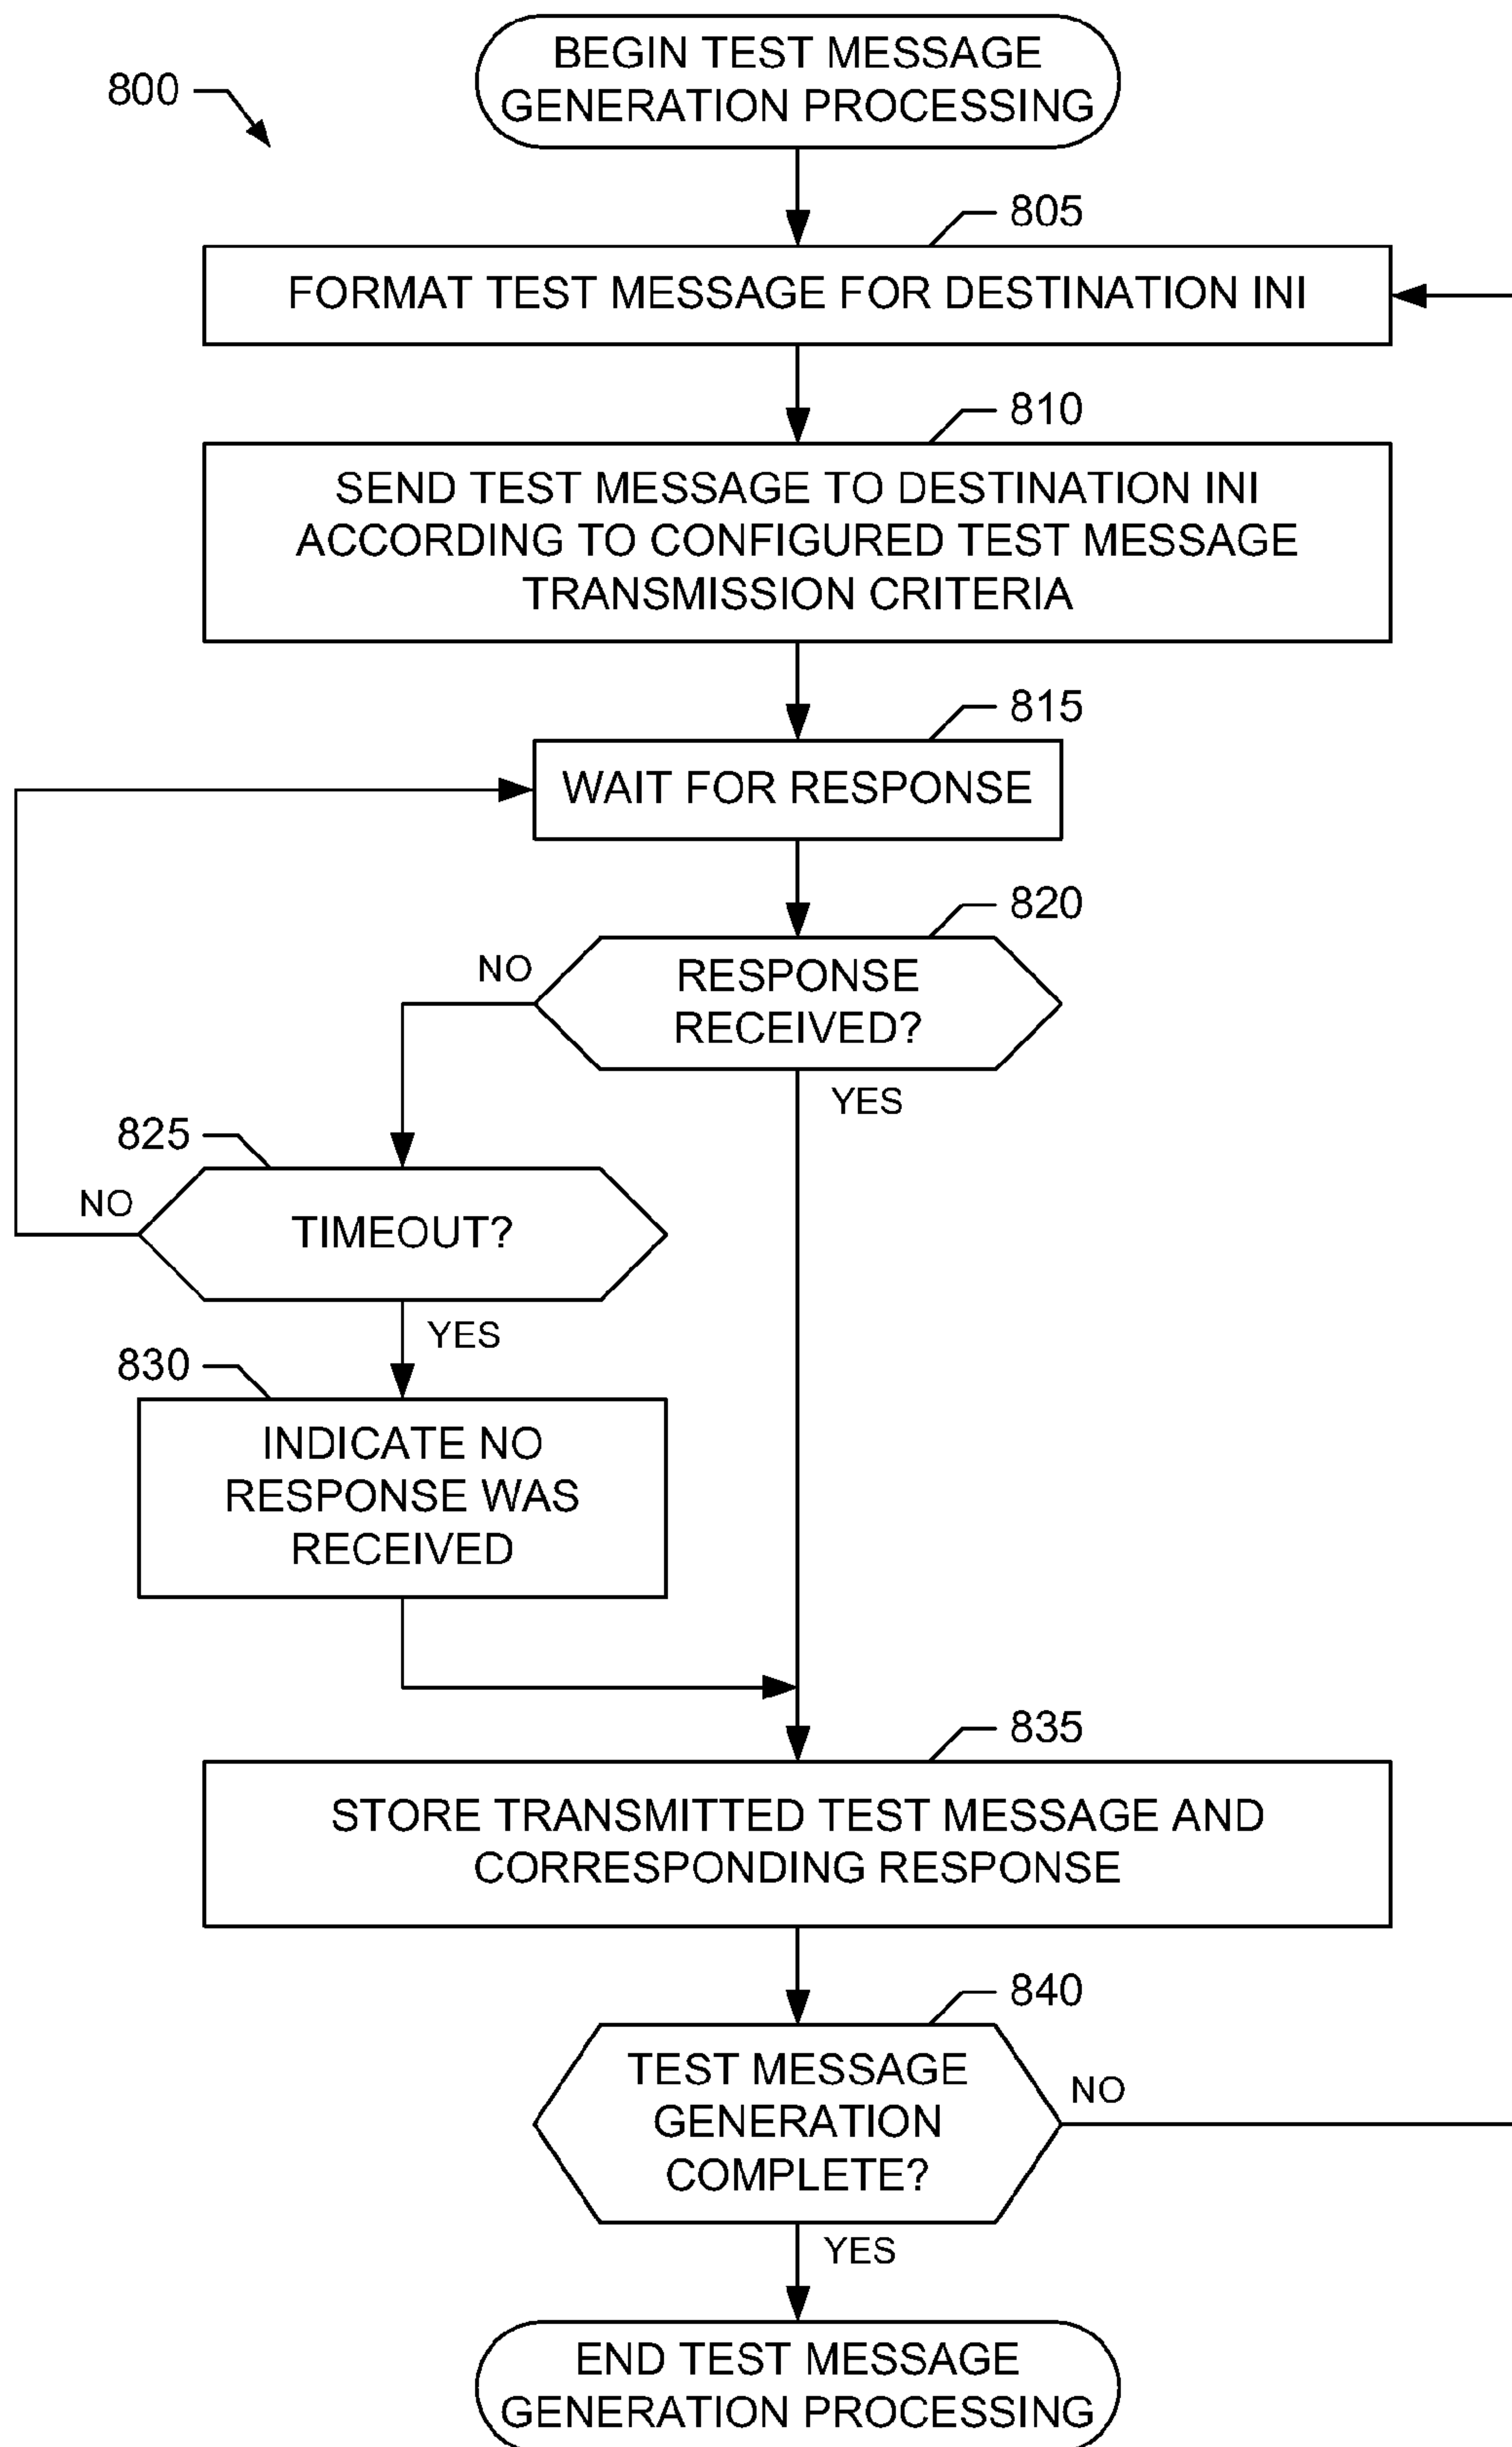 BEGIN TEST MESSAGE
GENERATION PROCESSING
800
805
FORMAT TEST MESSAGE FOR DESTINATION INI
810
SEND TEST MESSAGE TO DESTINATION INI
ACCORDING TO CONFIGURED TEST MESSAGE
TRANSMISSION CRITERIA
815
WAIT FOR RESPONSE
820
NO
RESPONSE
RECEIVED?
YES
825
NO
TIMEOUT?
YES
830
INDICATE NO
RESPONSE WAS
RECEIVED
835
STORE TRANSMITTED TEST MESSAGE AND
CORRESPONDING RESPONSE
840
TEST MESSAGE
GENERATION
COMPLETE?
NO
YES
END TEST MESSAGE
GENERATION PROCESSING